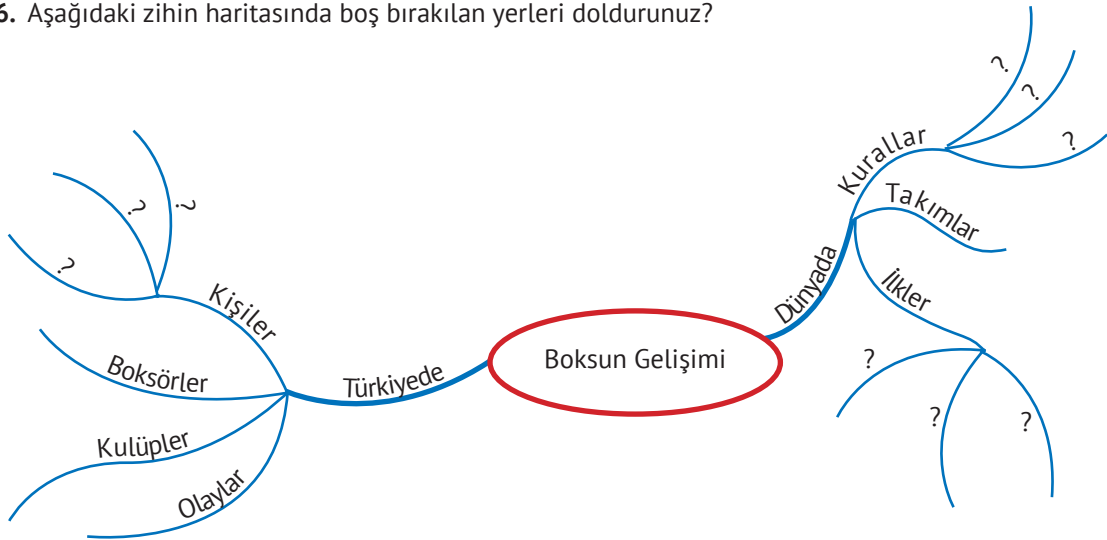 6. Aşağıdaki zihin haritasında boş bırakılan yerleri doldurunuz?
?
?
?
Kurallar
Takımlar
Dünyada
İlkler
?
?
?
Boksun Gelişimi
?
?
?
Kişiler
Boksörler
Türkiyede
Kulüpler
Olaylar